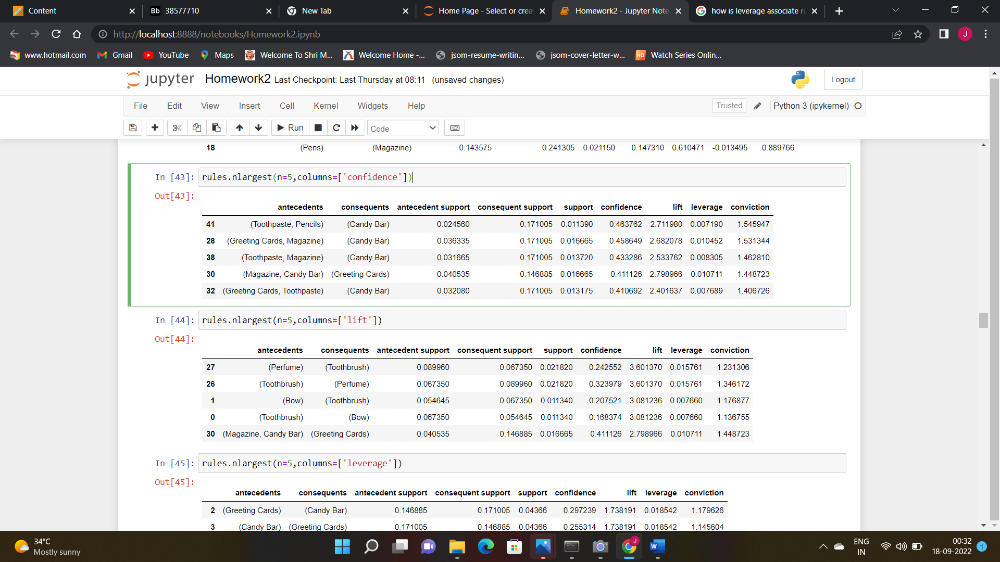 Content
38577710
New Tab
Home Page - Select or crea
Homework2 - Jupyter Note
how is leverage associate ru
http://localhost:8888/notebooks/Homework2.ipynb
J
www.hotmail.com Gmail YouTube Maps Welcome To Shri M... Welcome Home -... jsom-resume-writin... jsom-cover-letter-w... HD Watch Series Onlin...
jupyter Homework2 Last Checkpoint: Last Thursday at 08:11 (unsaved changes) Logout
File Edit View Insert Cell Kernel Widgets Help Trusted Python 3 (ipykernel)
Run Code
18 (Pens) (Magazine) 0.143575 0.241305 0.021150 0.147310 0.610471 -0.013495 0.889766
In [43]: rules.nlargest(n=5,columns=['confidence'])
Out[43]:
antecedents consequents antecedent support consequent support support confidence lift leverage conviction
41 (Toothpaste, Pencils) (Candy Bar) 0.024560 0.171005 0.011390 0.463762 2.711980 0.007190 1.545947
28 (Greeting Cards, Magazine) (Candy Bar) 0.036335 0.171005 0.016665 0.458649 2.682078 0.010452 1.531344
38 (Toothpaste, Magazine) (Candy Bar) 0.031665 0.171005 0.013720 0.433286 2.533762 0.008305 1.462810
30 (Magazine, Candy Bar) (Greeting Cards) 0.040535 0.146885 0.016665 0.411126 2.798966 0.010711 1.448723
32 (Greeting Cards, Toothpaste) (Candy Bar) 0.032080 0.171005 0.013175 0.410692 2.401637 0.007689 1.406726
In [44]: rules.nlargest(n=5,columns=['lift'])
Out[44]:
antecedents consequents antecedent support consequent support support confidence lift leverage conviction
27 (Perfume) (Toothbrush) 0.089960 0.067350 0.021820 0.242552 3.601370 0.015761 1.231306
26 (Toothbrush) (Perfume) 0.067350 0.089960 0.021820 0.323979 3.601370 0.015761 1.346172
1 (Bow) (Toothbrush) 0.054645 0.067350 0.011340 0.207521 3.081236 0.007660 1.176877
0 (Toothbrush) (Bow) 0.067350 0.054645 0.011340 0.168374 3.081236 0.007660 1.136755
30 (Magazine, Candy Bar) (Greeting Cards) 0.040535 0.146885 0.016665 0.411126 2.798966 0.010711 1.448723
In [45]: rules.nlargest(n=5,columns=['leverage'])
Out[45]:
antecedents consequents antecedent support consequent support support confidence lift leverage conviction
2 (Greeting Cards) (Candy Bar) 0.146885 0.171005 0.04366 0.297239 1.738191 0.018542 1.179626
3 (Candy Bar) (Greeting Cards) 0.171005 0.146885 0.04366 0.255314 1.738191 0.018542 1.145604
34°C
Mostly sunny
ENG
IN
00:32
18-09-2022
1